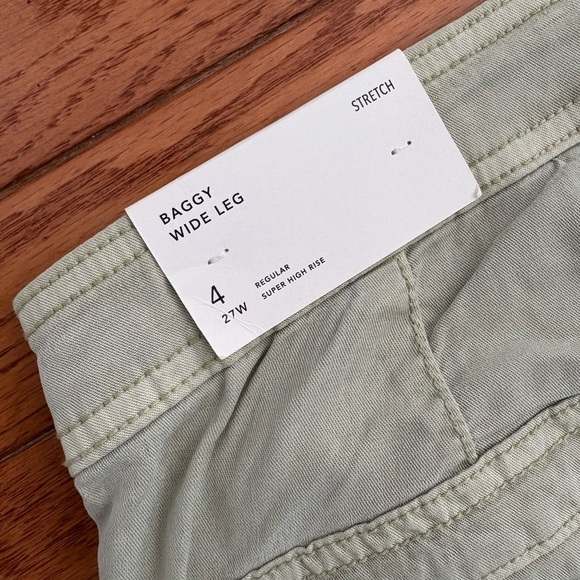 STRETCH
BAGGY
WIDE LEG
4
27W
REGULAR
SUPER HIGH RISE